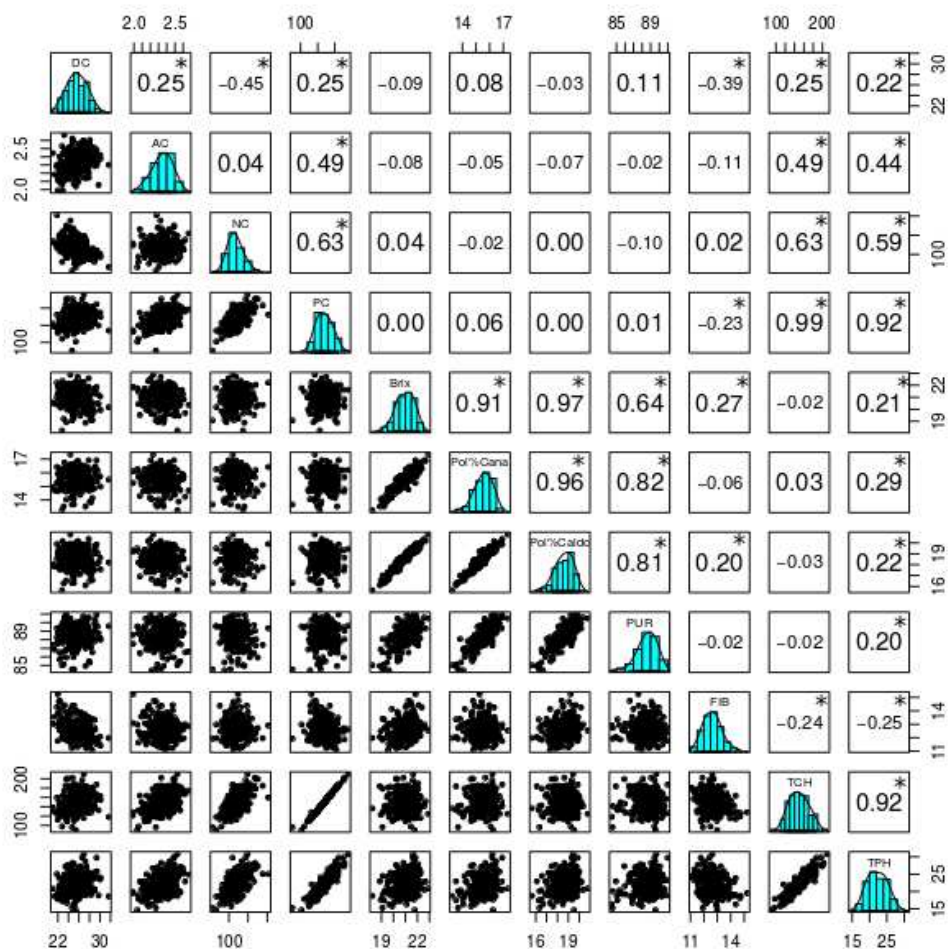 2.0 2.5 100 14 17 85 89 100 200
DC 0.25 * −0.45 * 0.25 * −0.09 0.08 −0.03 0.11 −0.39 * 0.25 * 0.22 * 22 26 30
2.0 2.5 AC 0.04 0.49 * −0.08 −0.05 −0.07 −0.02 −0.11 0.49 * 0.44 *
NC 0.63 * 0.04 −0.02 0.00 −0.10 0.02 0.63 * 0.59 * 100
100 PC 0.00 0.06 0.00 0.01 −0.23 * 0.99 * 0.92 *
Brix 0.91 * 0.97 * 0.64 * 0.27 * −0.02 0.21 * 19 22
14 17 Pol%Cana 0.96 * 0.82 * −0.06 0.03 0.29 *
Pol%Caldo 0.81 * 0.20 * −0.03 0.22 * 16 19
85 89 PUR −0.02 −0.02 0.20 *
FIB −0.24 * −0.25 * 11 14
100 200 TCH 0.92 *
TPH 15 25
22 30 100 19 22 16 19 11 14 15 25